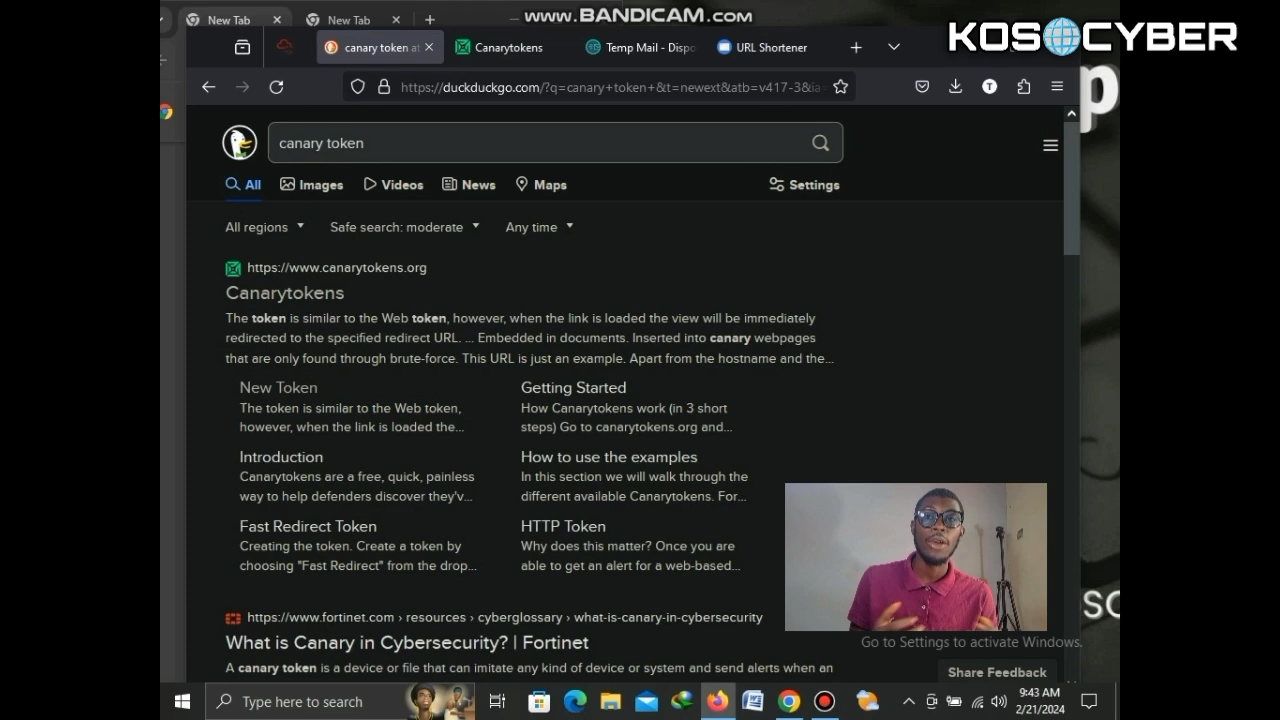 www.BANDICAM.com
New Tab
New Tab
KOSOCYBER
canary token at
Canarytokens
Temp Mail - Dispo
URL Shortener
https://duckduckgo.com/?q=canary+token+&t=newext&atb=v417-3&ia=
T
p
canary token
All
Images
Videos
News
Maps
Settings
All regions
Safe search: moderate
Any time
https://www.canarytokens.org
Canarytokens
The token is similar to the Web token, however, when the link is loaded the view will be immediately
redirected to the specified redirect URL. ... Embedded in documents. Inserted into canary webpages
that are only found through brute-force. This URL is just an example. Apart from the hostname and the...
New Token
The token is similar to the Web token,
however, when the link is loaded the...
Getting Started
How Canarytokens work (in 3 short
steps) Go to canarytokens.org and...
Introduction
Canarytokens are a free, quick, painless
way to help defenders discover they'v...
How to use the examples
In this section we will walk through the
different available Canarytokens. For...
Fast Redirect Token
Creating the token. Create a token by
choosing "Fast Redirect" from the drop...
HTTP Token
Why does this matter? Once you are
able to get an alert for a web-based...
https://www.fortinet.com › resources › cyberglossary › what-is-canary-in-cybersecurity
What is Canary in Cybersecurity? | Fortinet
A canary token is a device or file that can imitate any kind of device or system and send alerts when an
Go to Settings to activate Windows.
Share Feedback
SC
Type here to search
9:43 AM
2/21/2024